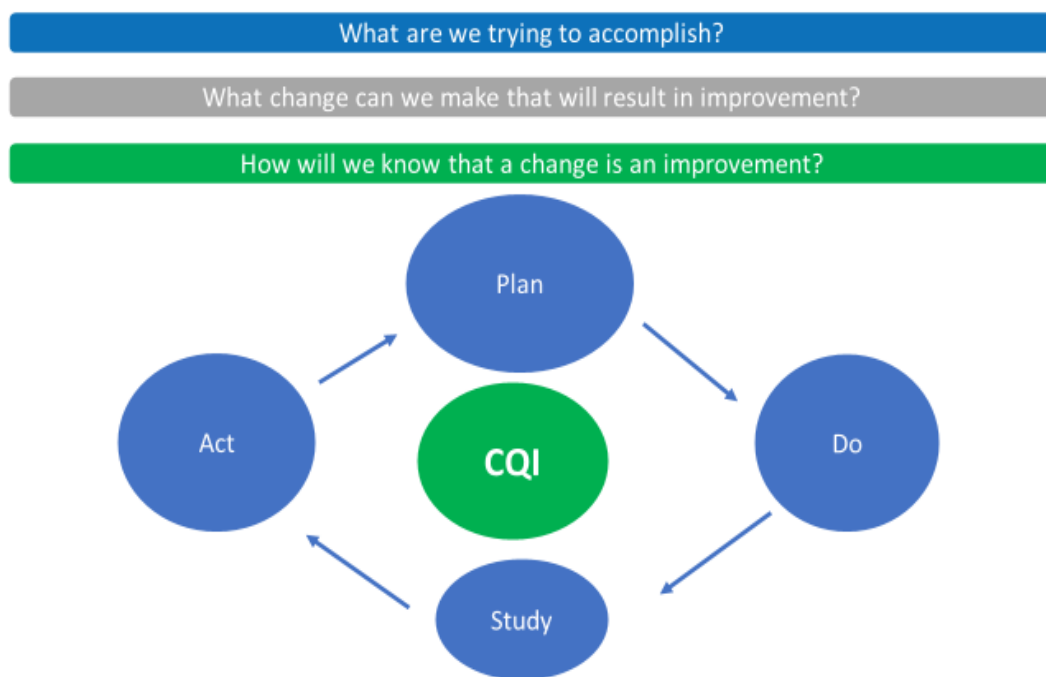 What are we trying to accomplish?
What change can we make that will result in improvement?
How will we know that a change is an improvement?
Plan
Act
CQI
Do
Study